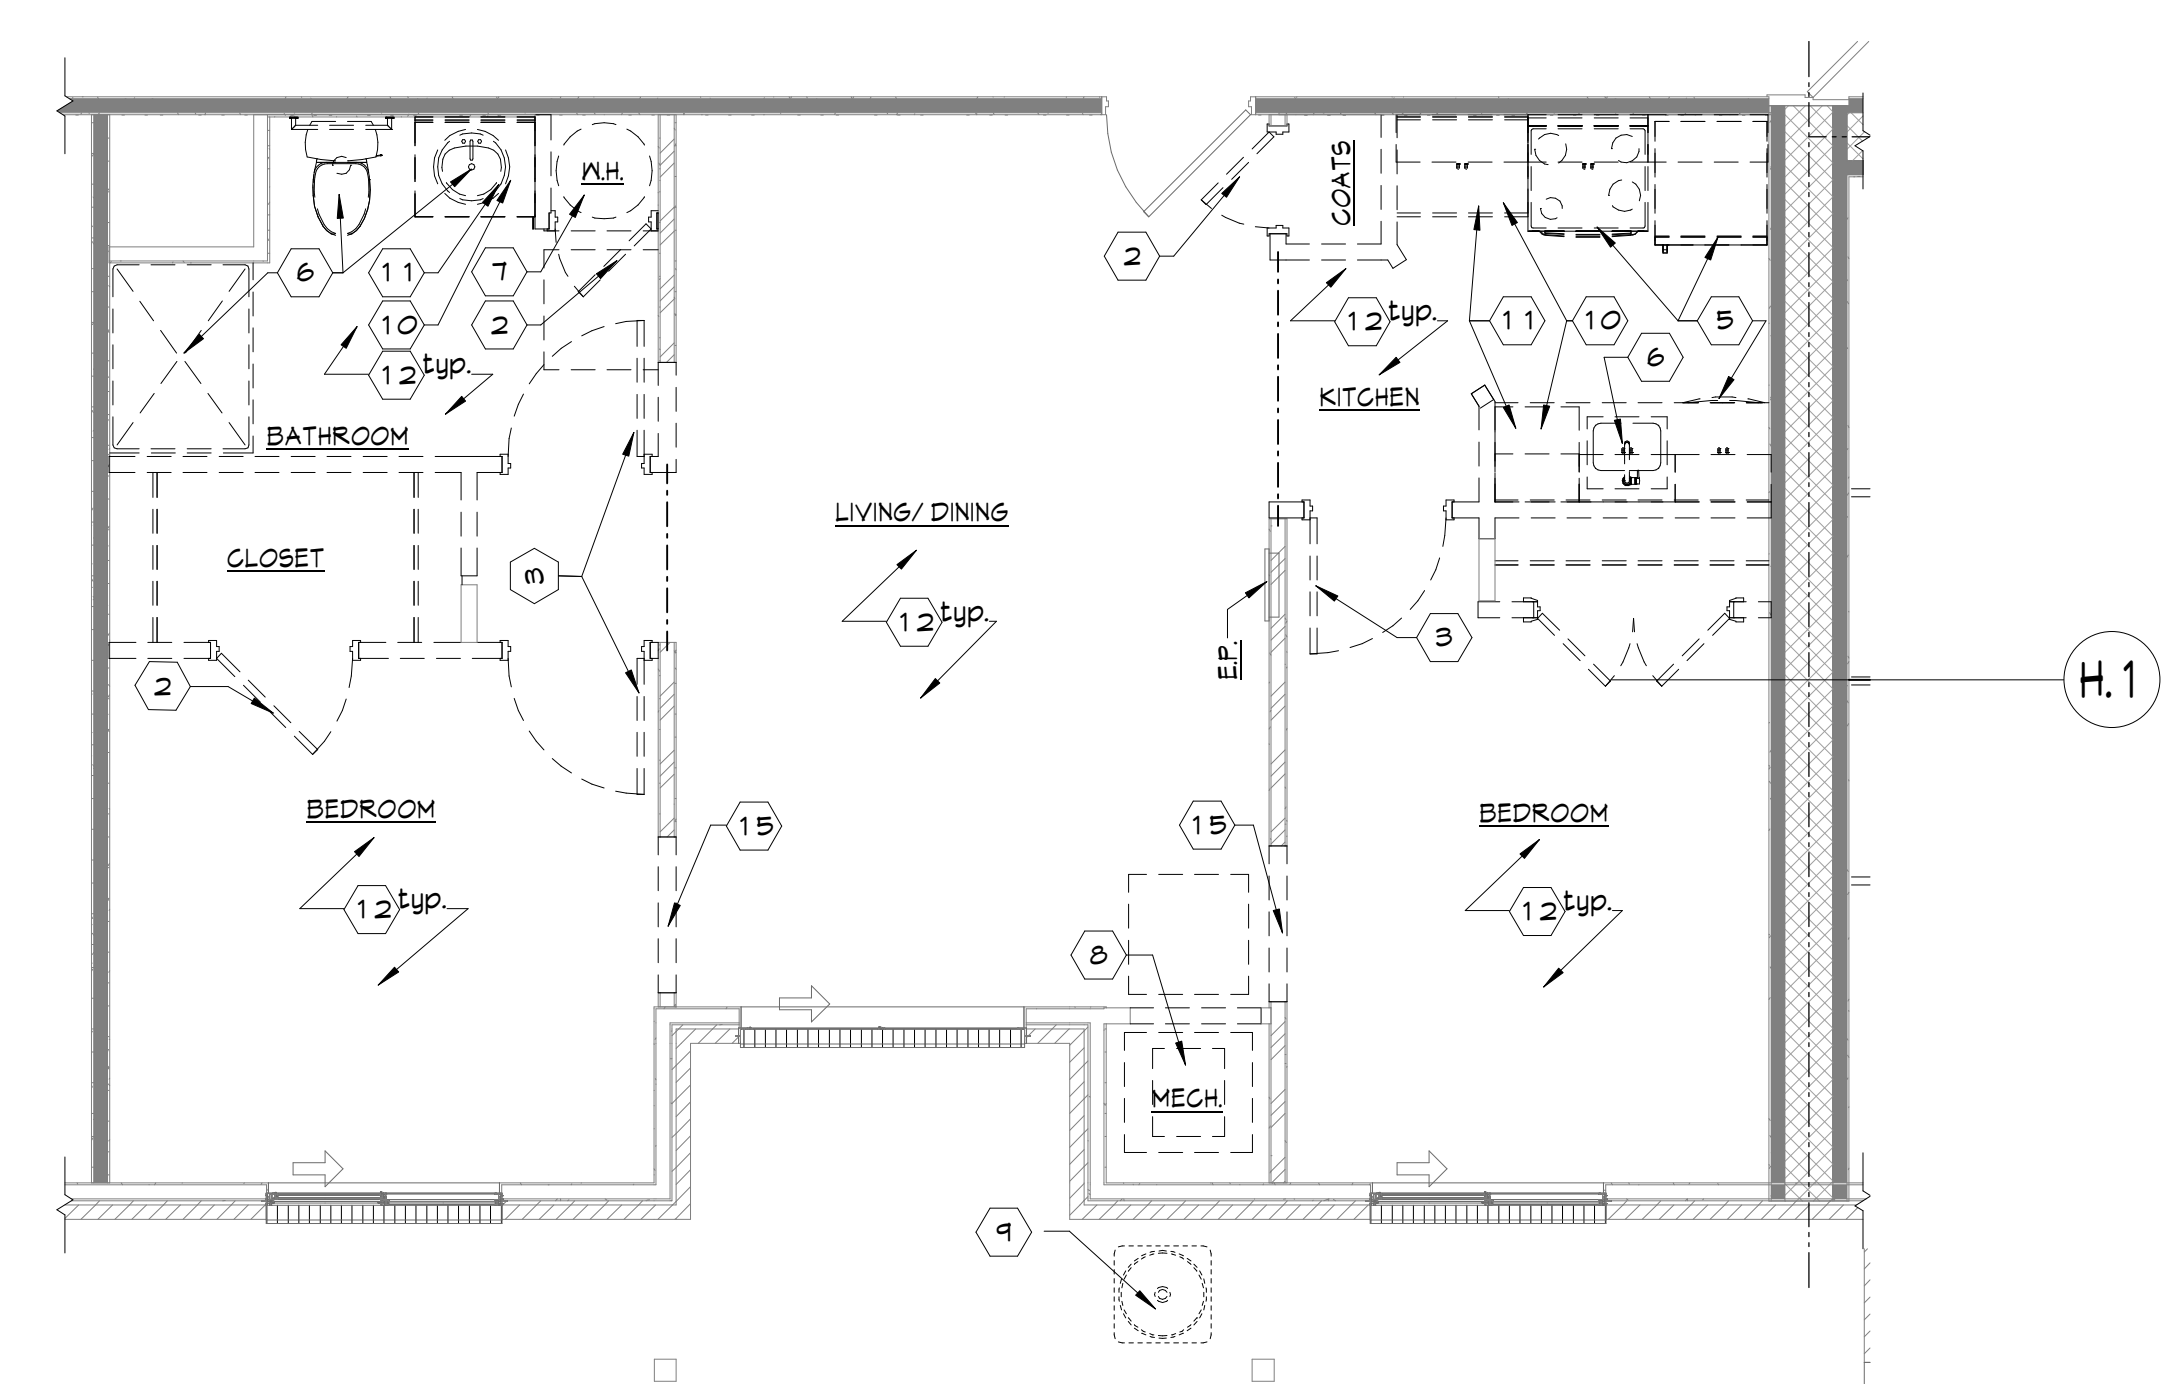 W.H.
COATS
6
11
7
2
10
2
12 typ.
12 typ.
11
10
5
6
BATHROOM
KITCHEN
LIVING/ DINING
CLOSET
3
12 typ.
E.P.
3
2
H.1
BEDROOM
15
15
BEDROOM
12 typ.
12 typ.
8
MECH.
9